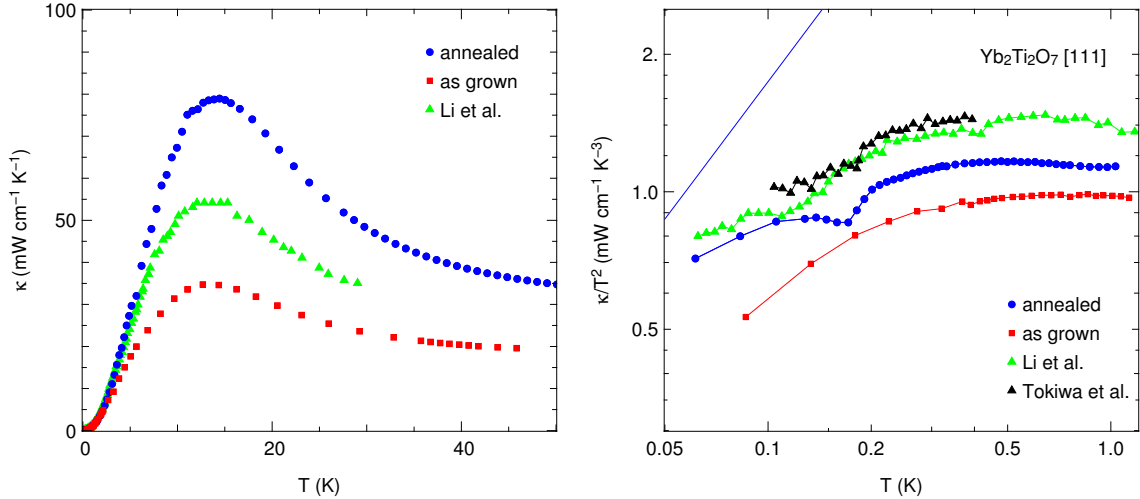 100
50
0
0
20
40
κ (mW cm⁻¹ K⁻¹)
T (K)
annealed
as grown
Li et al.
2.
1.0
0.5
0.05
0.1
0.2
0.5
1.0
κ/T² (mW cm⁻¹ K⁻³)
T (K)
Yb₂Ti₂O₇ [111]
annealed
as grown
Li et al.
Tokiwa et al.